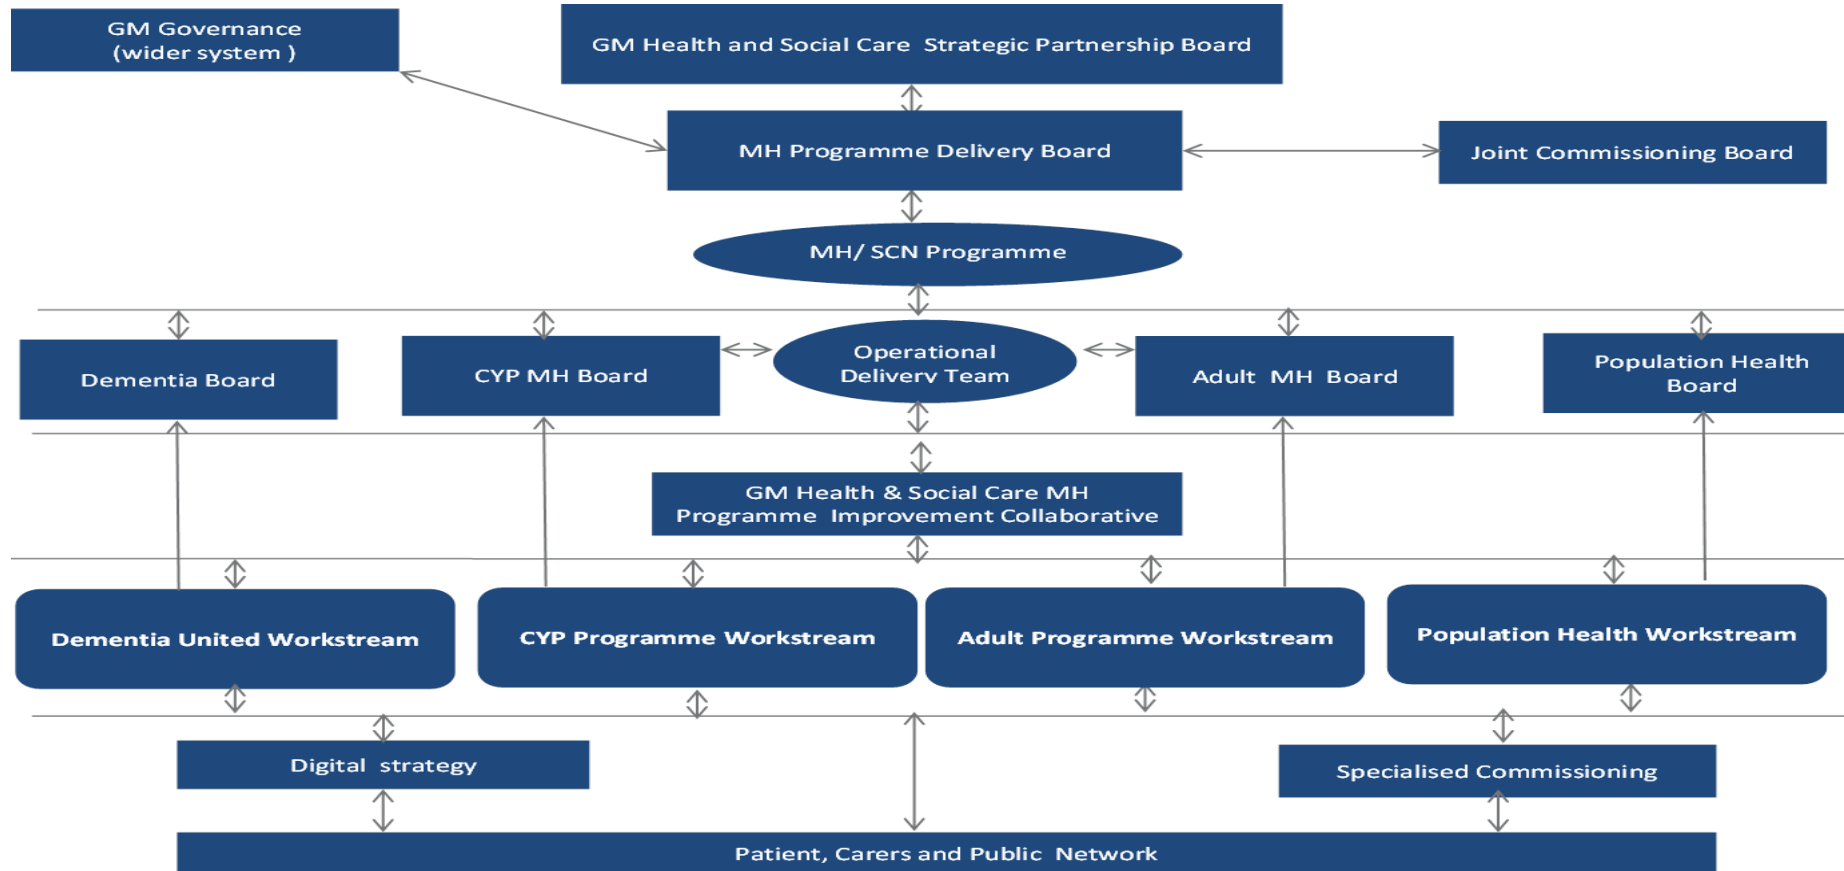 GM Governance
(wider system )
GM Health and Social Care Strategic Partnership Board
MH Programme Delivery Board
Joint Commissioning Board
MH/ SCN Programme
Dementia Board
CYP MH Board
Operational
Delivery Team
Adult MH Board
Population Health
Board
GM Health & Social Care MH
Programme Improvement Collaborative
Dementia United Workstream
CYP Programme Workstream
Adult Programme Workstream
Population Health Workstream
Digital strategy
Specialised Commissioning
Patient, Carers and Public Network